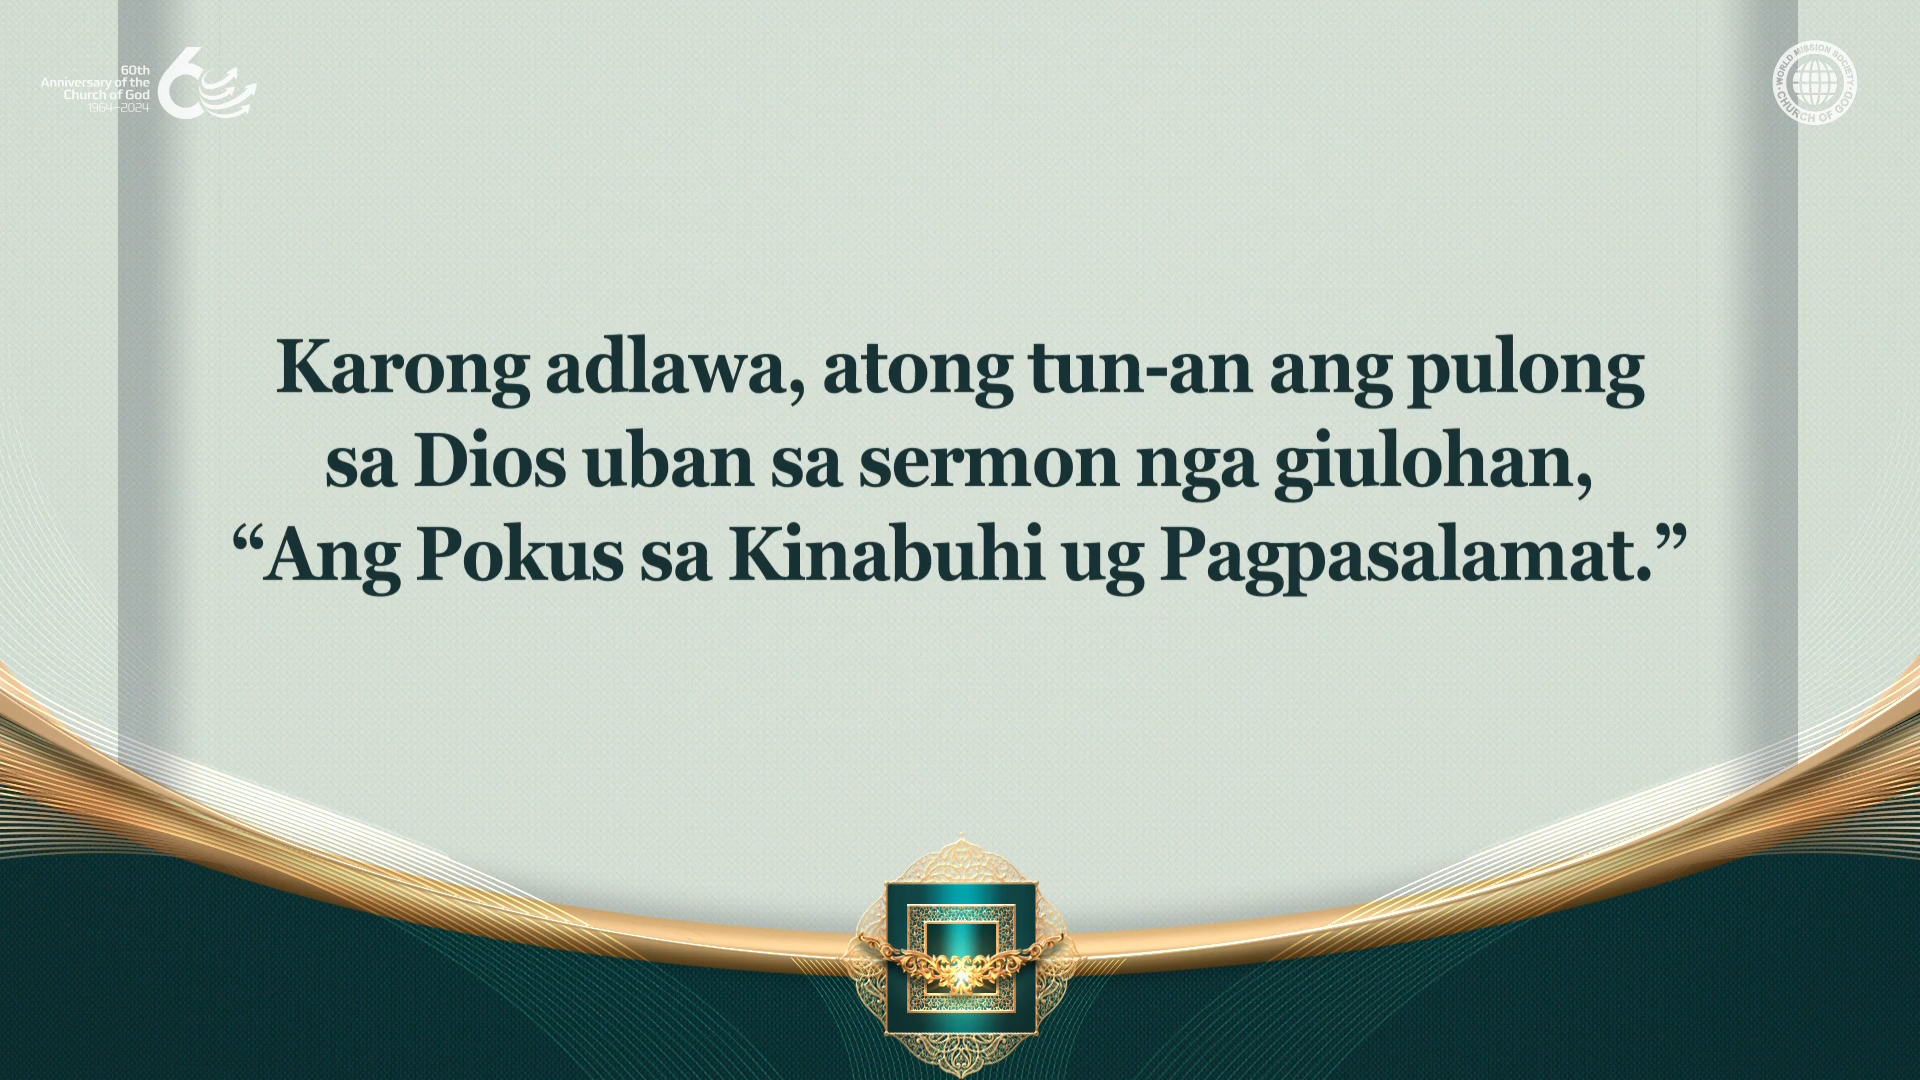 60th
Anniversary of the
Church of God
1964–2024
WORLD MISSION SOCIETY
CHURCH OF GOD
Karong adlawa, atong tun-an ang pulong
sa Dios uban sa sermon nga giulohan,
“Ang Pokus sa Kinabuhi ug Pagpasalamat.”